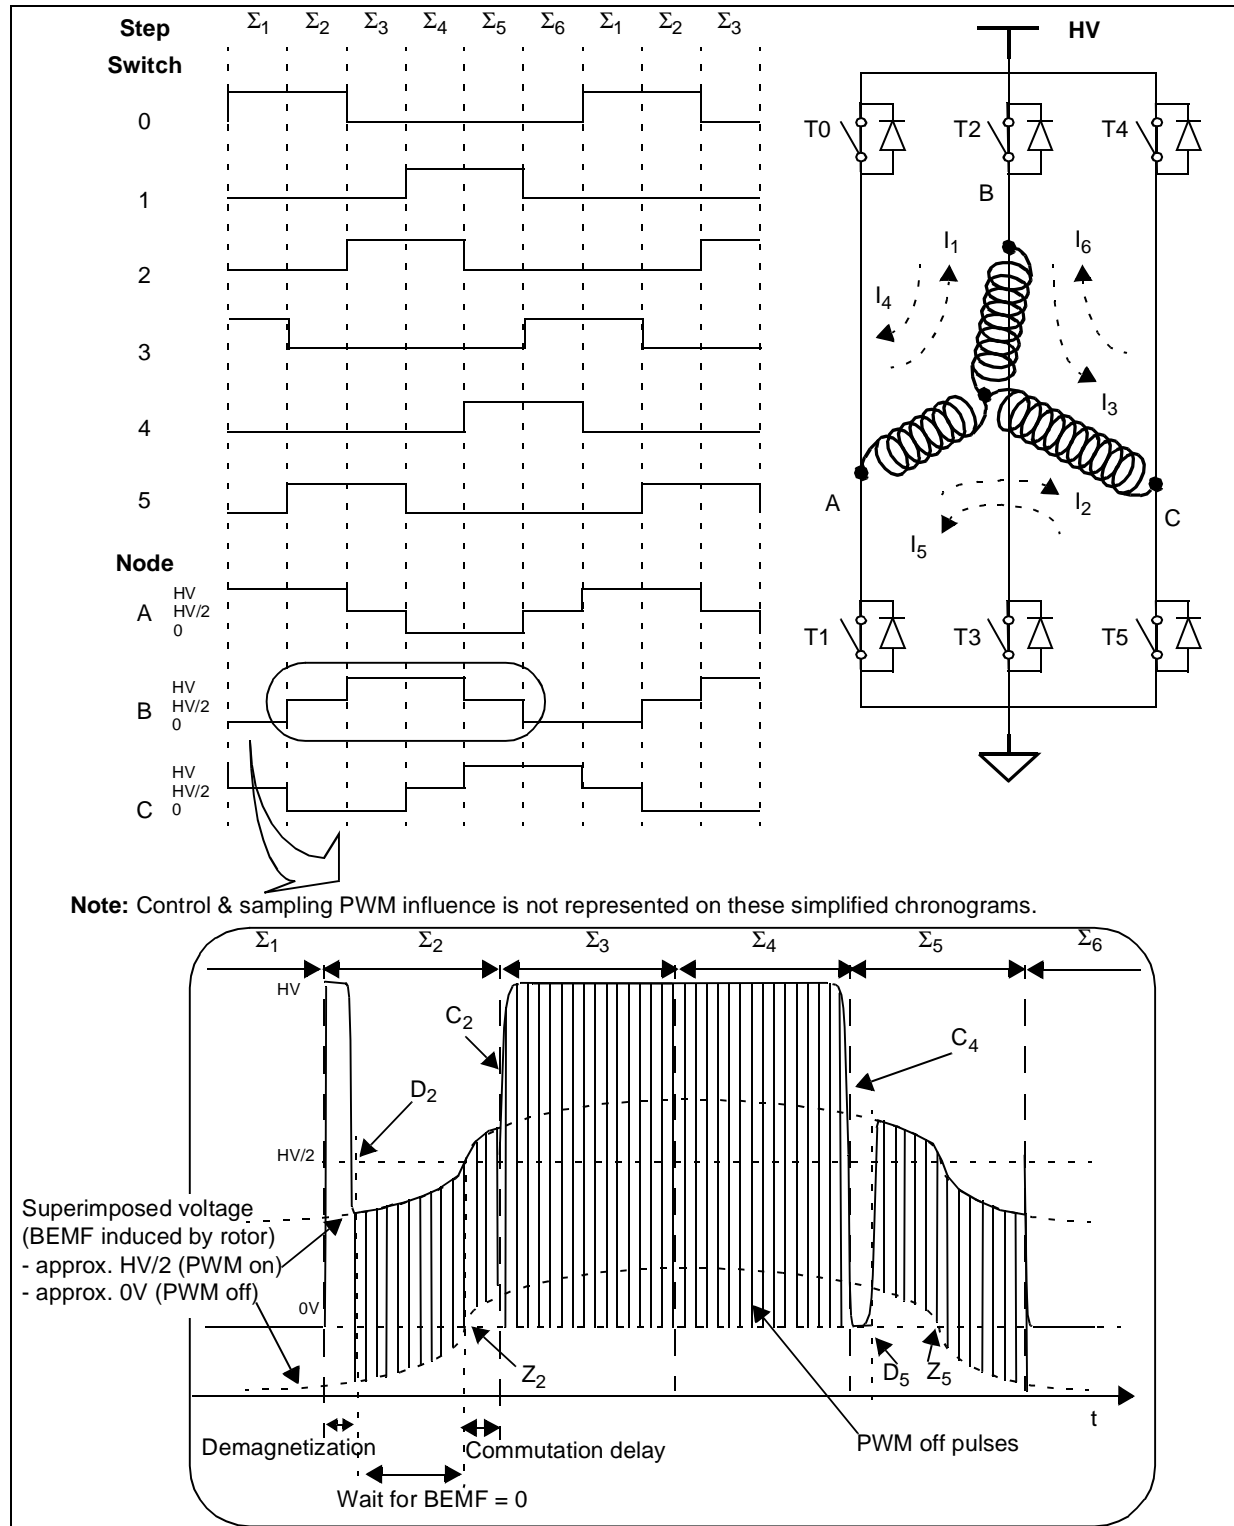 Step Σ1 Σ2 Σ3 Σ4 Σ5 Σ6 Σ1 Σ2 Σ3
Switch
0
1
2
3
4
5
Node
A HV HV/2 0
B HV HV/2 0
C HV HV/2 0
HV
T0 T2 T4
B
I1 I6
I4
I3
A
I2
C
I5
T1 T3 T5
Note: Control & sampling PWM influence is not represented on these simplified chronograms.
Σ1 Σ2 Σ3 Σ4 Σ5 Σ6
HV
C2
C4
D2
HV/2
Superimposed voltage
(BEMF induced by rotor)
- approx. HV/2 (PWM on)
- approx. 0V (PWM off)
0V
Z2
D5 Z5
t
PWM off pulses
Demagnetization
Commutation delay
Wait for BEMF = 0